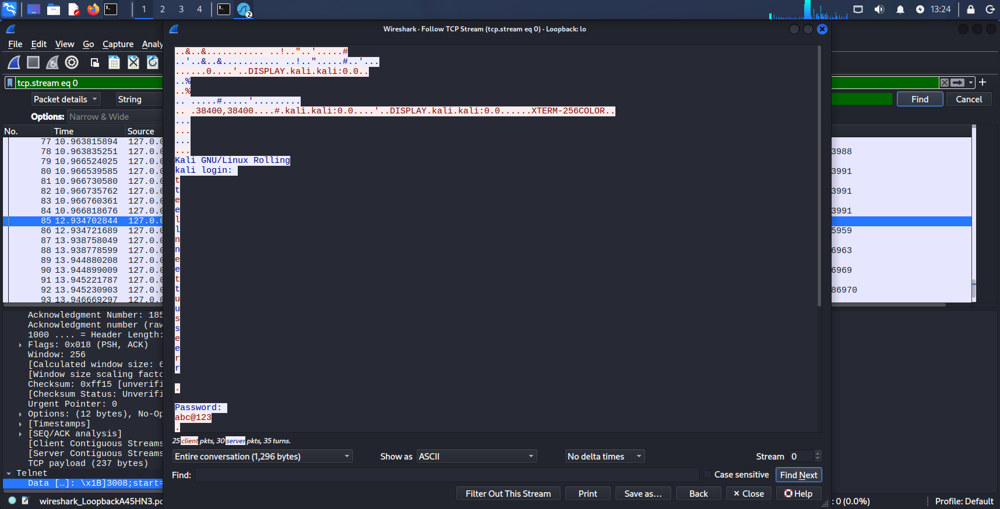 1 2 3 4 2 13:24
Wireshark · Follow TCP Stream (tcp.stream eq 0) · Loopback: lo
File Edit View Go Capture Analy
tcp.stream eq 0
Packet details String Find Cancel
Options: Narrow & Wide
No. Time Source
77 10.963815894 127.0.0
78 10.963835251 127.0.0 3988
79 10.966524025 127.0.0
80 10.966539585 127.0.0 3991
81 10.966730580 127.0.0
82 10.966735762 127.0.0 3991
83 10.966760361 127.0.0
84 10.966818676 127.0.0 3991
85 12.934702844 127.0.0
86 12.934721689 127.0.0 5959
87 13.938758049 127.0.0
88 13.938778599 127.0.0 6963
89 13.944880208 127.0.0
90 13.944899009 127.0.0 6969
91 13.945221787 127.0.0
92 13.945230903 127.0.0 86970
93 13.946669297 127.0.0
Acknowledgment Number: 185
Acknowledgment number (raw
1000 .... = Header Length:
Flags: 0x018 (PSH, ACK)
Window: 256
[Calculated window size: 6
[Window size scaling facto
Checksum: 0xff15 [unverifi
[Checksum Status: Unverifi
Urgent Pointer: 0
Options: (12 bytes), No-Op
[Timestamps]
[SEQ/ACK analysis]
[Client Contiguous Streams
[Server Contiguous Streams
TCP payload (237 bytes)
Telnet
Data […]: \x1B]3008;start=
wireshark_LoopbackA45HN3.pc : 0 (0.0%) Profile: Default
..&..&........... ..!.."..'.....#
..'..&..&........... ..!..".....#..'...
......0....'..DISPLAY.kali.kali:0.0..
..%
..%
.. .....#.....'.........
.. .38400,38400....#.kali.kali:0.0....'..DISPLAY.kali.kali:0.0......XTERM-256COLOR..
...
...
...
...
Kali GNU/Linux Rolling
kali login:
t
t
e
e
l
l
n
n
e
e
t
t
u
u
s
s
e
e
r
r
.
Password:
abc@123
.
25 client pkts, 30 server pkts, 35 turns.
Entire conversation (1,296 bytes) Show as ASCII No delta times Stream 0
Find: Case sensitive Find Next
Filter Out This Stream Print Save as… Back Close Help